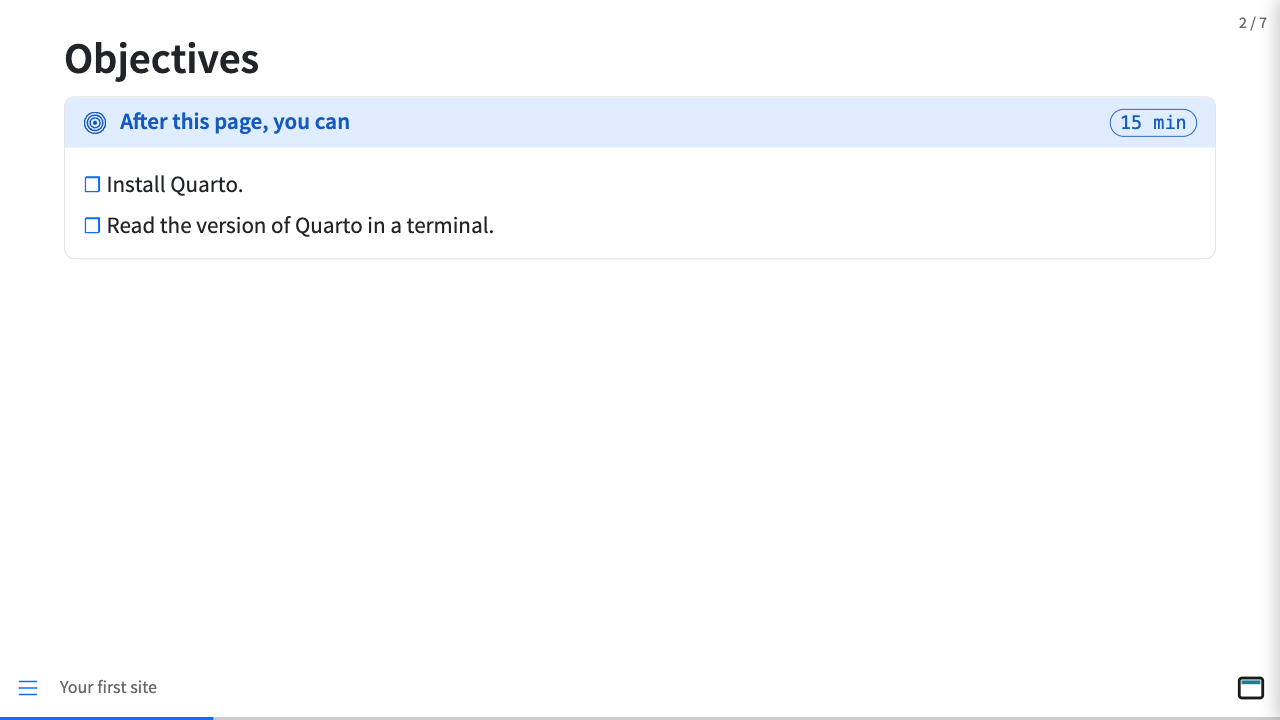 2 / 7
Objectives
After this page, you can
15 min
☐ Install Quarto.
☐ Read the version of Quarto in a terminal.
Your first site